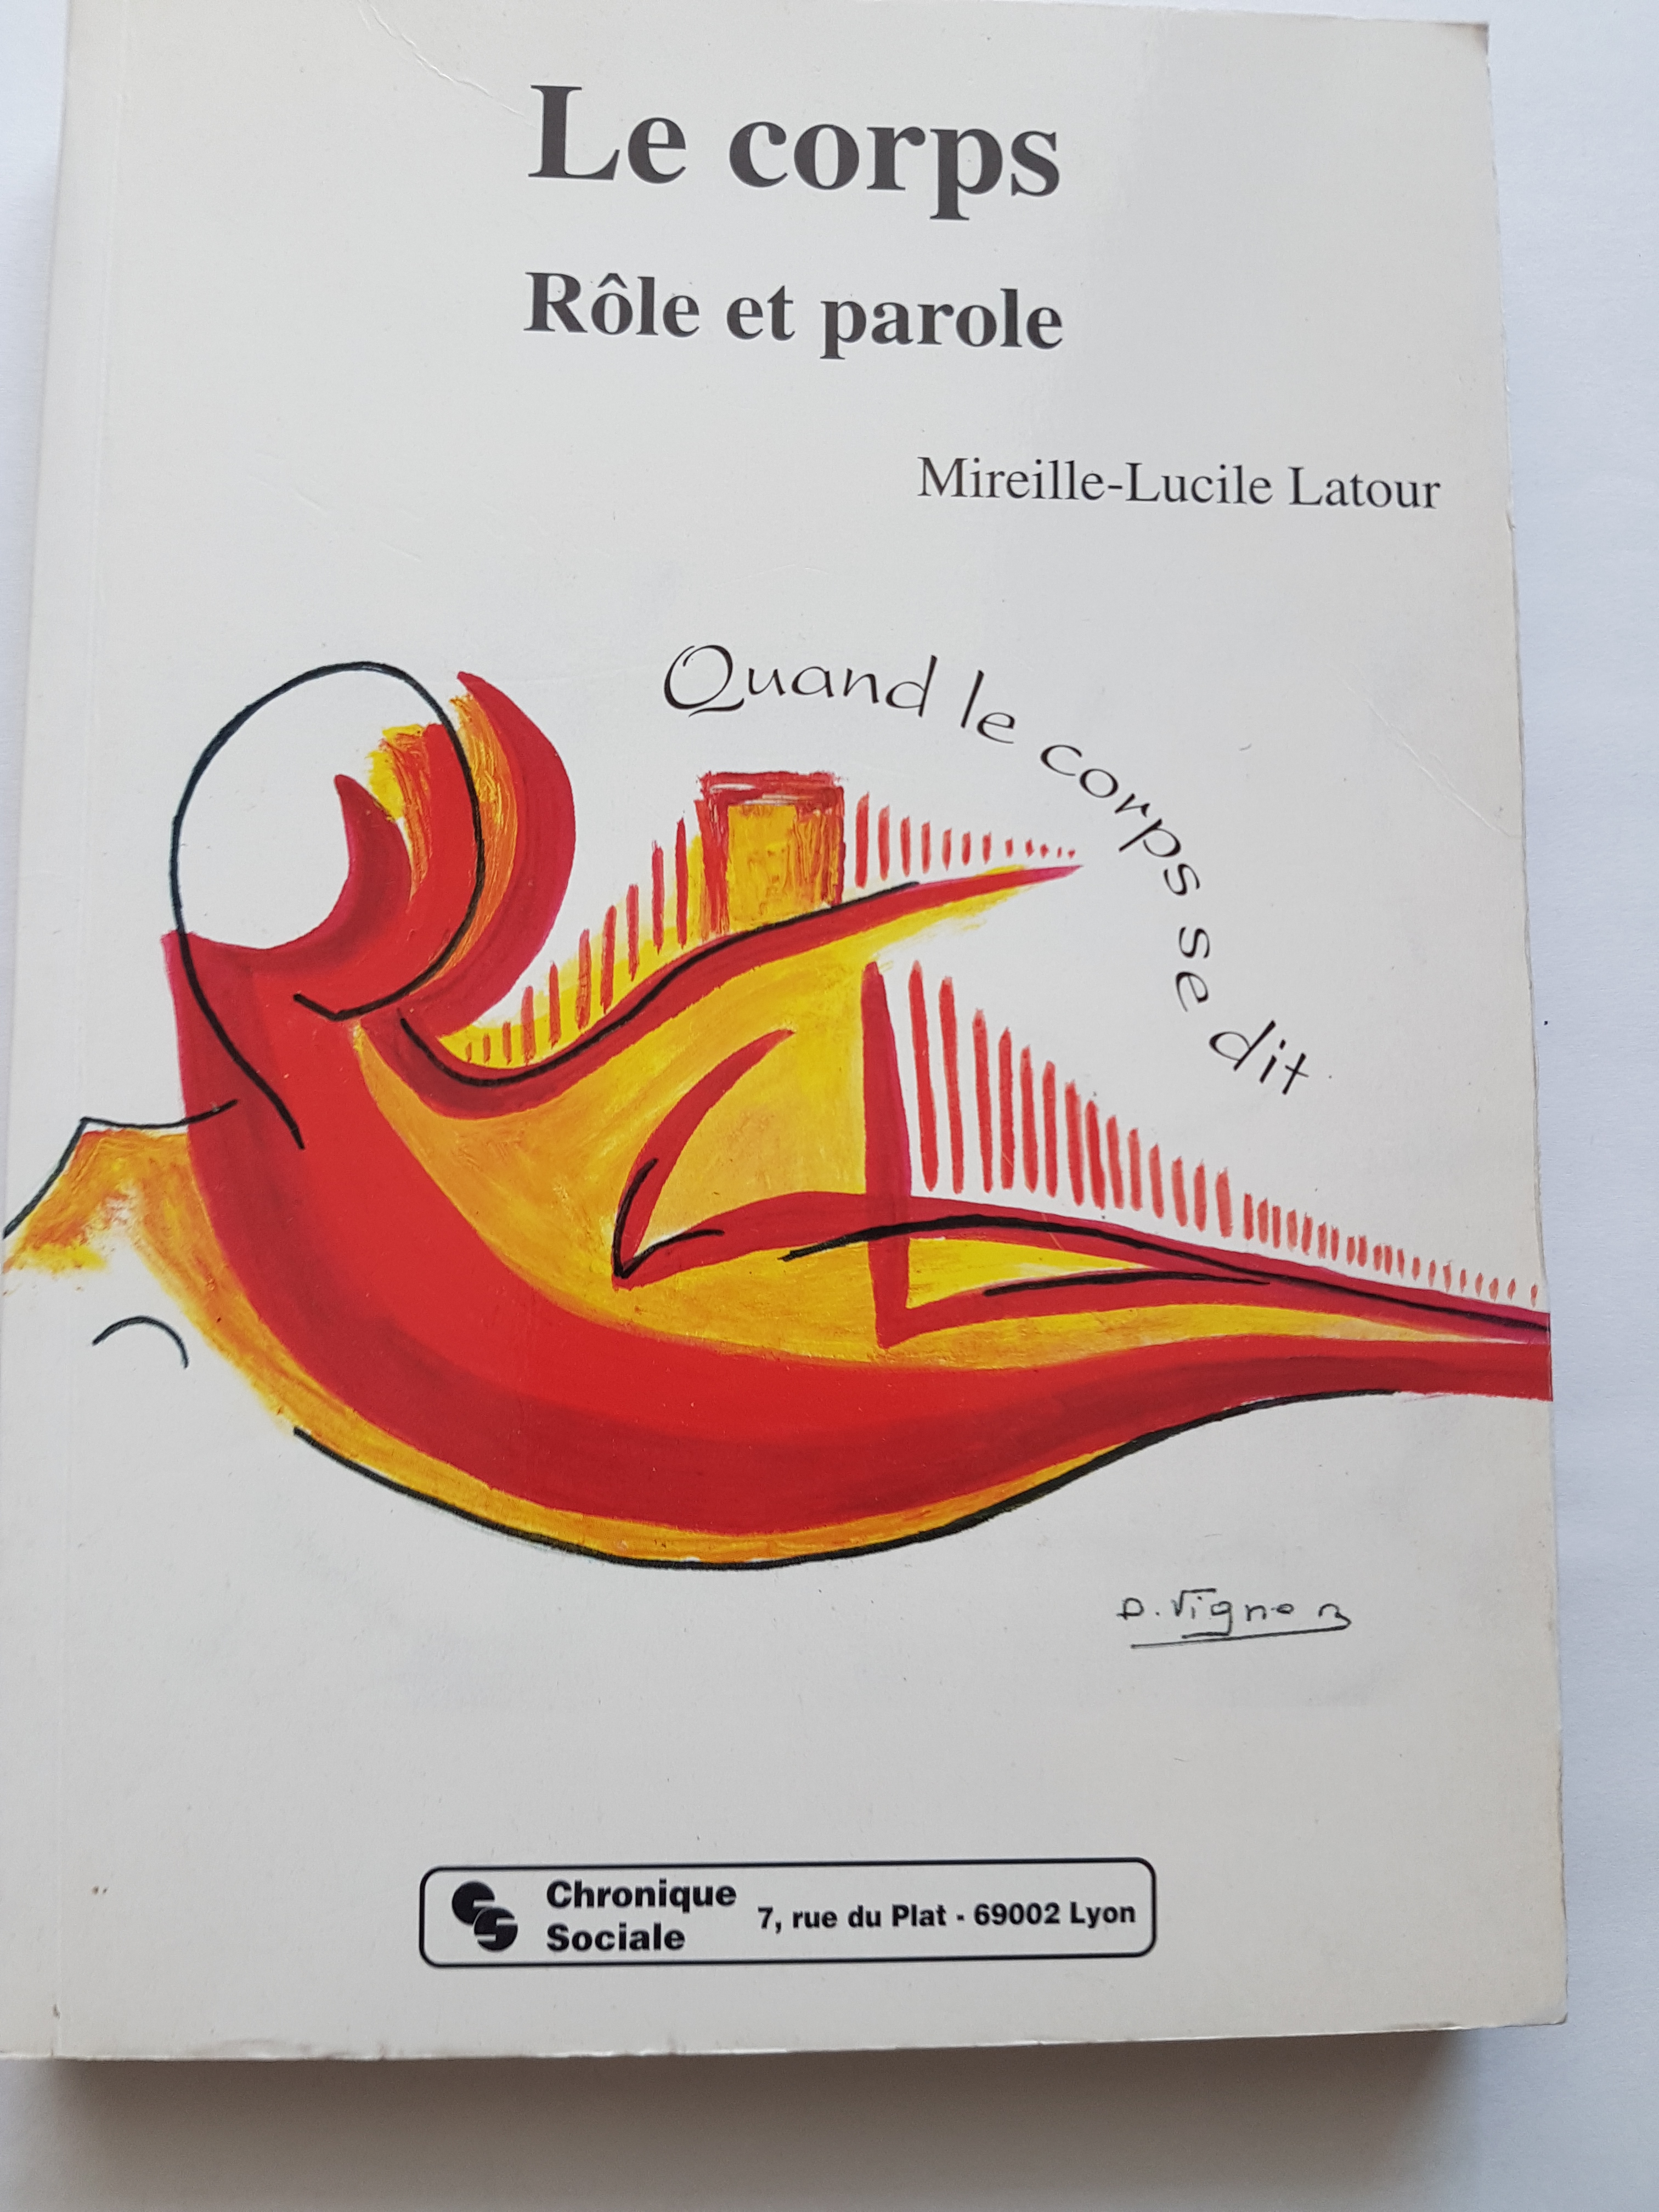 Le corps
Rôle et parole
Mireille-Lucile Latour
Quand le corps se dit
D. Vignon
Chronique
Sociale
7, rue du Plat - 69002 Lyon